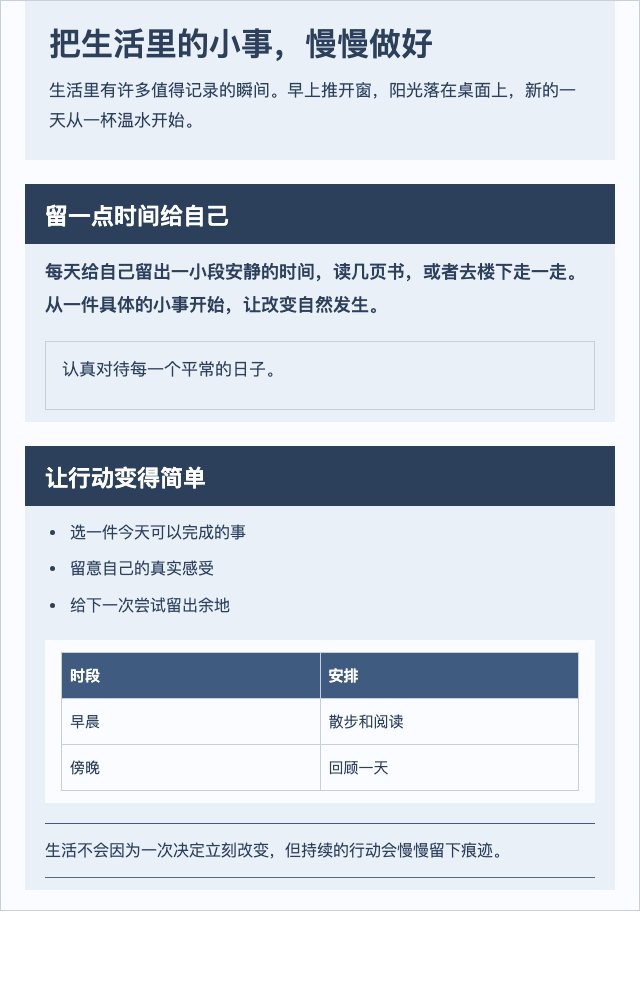 把生活里的小事，慢慢做好
生活里有许多值得记录的瞬间。早上推开窗，阳光落在桌面上，新的一
天从一杯温水开始。
留一点时间给自己
每天给自己留出一小段安静的时间，读几页书，或者去楼下走一走。
从一件具体的小事开始，让改变自然发生。
认真对待每一个平常的日子。
让行动变得简单
• 选一件今天可以完成的事
• 留意自己的真实感受
• 给下一次尝试留出余地
时段 安排
早晨 散步和阅读
傍晚 回顾一天
生活不会因为一次决定立刻改变，但持续的行动会慢慢留下痕迹。